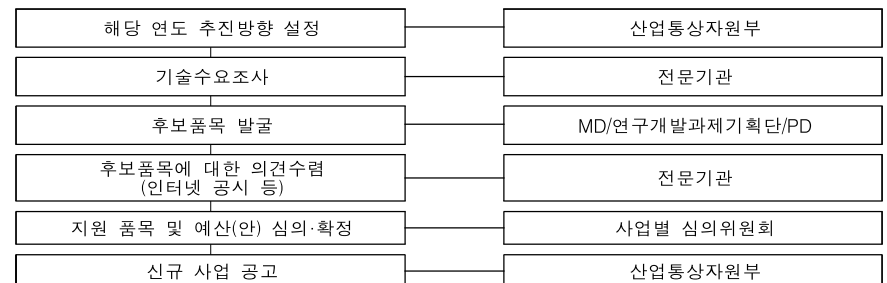 해당 연도 추진방향 설정
산업통상자원부
기술수요조사
전문기관
후보품목 발굴
MD/연구개발과제기획단/PD
후보품목에 대한 의견수렴
(인터넷 공시 등)
전문기관
지원 품목 및 예산(안) 심의·확정
사업별 심의위원회
신규 사업 공고
산업통상자원부